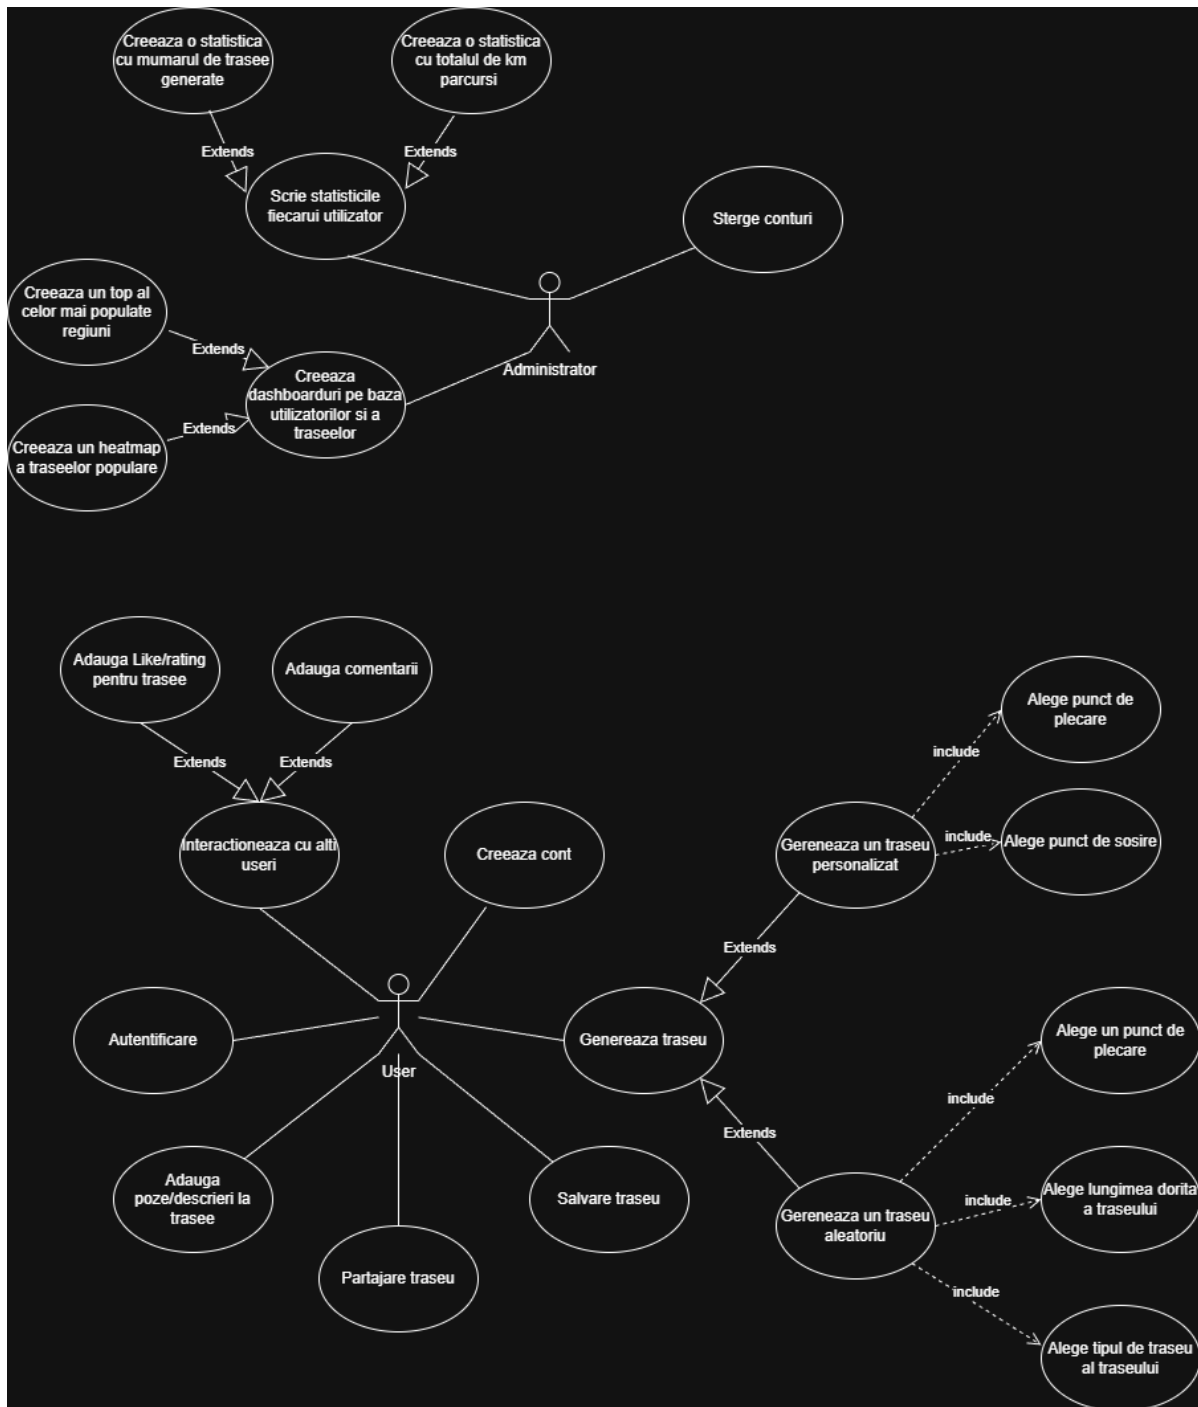 Creeaza o statistica
cu mumarul de trasee
generate
Creeaza o statistica
cu totalul de km
parcursi
Extends
Extends
Scrie statisticile
fiecarui utilizator
Sterge conturi
Creeaza un top al
celor mai populate
regiuni
Extends
Administrator
Creeaza
dashboarduri pe baza
utilizatorilor si a
traseelor
Extends
Creeaza un heatmap
a traseelor populare
Adauga Like/rating
pentru trasee
Adauga comentarii
Alege punct de
plecare
Extends
Extends
include
Interactioneaza cu alti
useri
Creeaza cont
Gereneaza un traseu
personalizat
include
Alege punct de sosire
Extends
Autentificare
User
Genereaza traseu
Alege un punct de
plecare
include
Extends
Adauga
poze/descrieri la
trasee
Salvare traseu
Gereneaza un traseu
aleatoriu
include
Alege lungimea dorita
a traseului
Partajare traseu
include
Alege tipul de traseu
al traseului